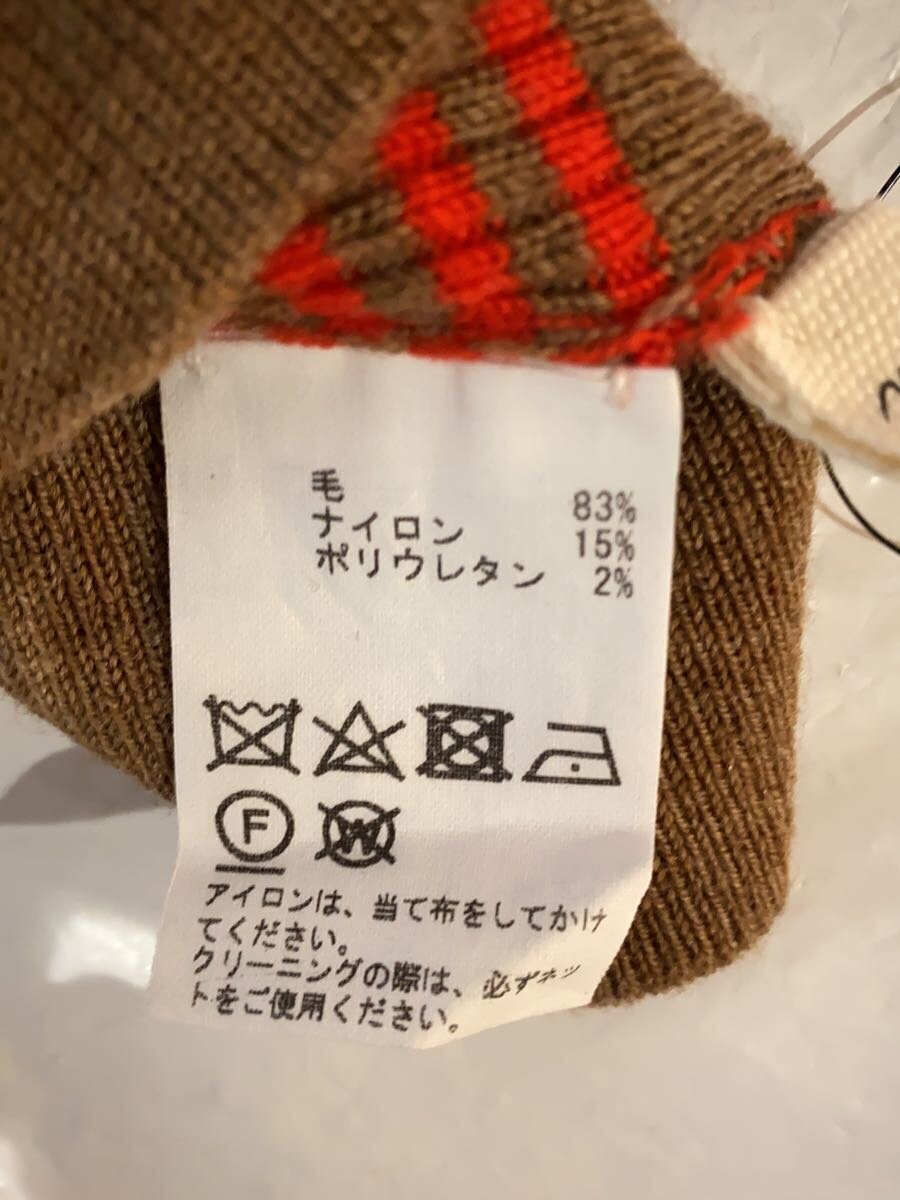 毛 83%
ナイロン 15%
ポリウレタン 2%
F W
アイロンは、当て布をしてかけ
てください。
クリーニングの際は、必ずネッ
トをご使用ください。